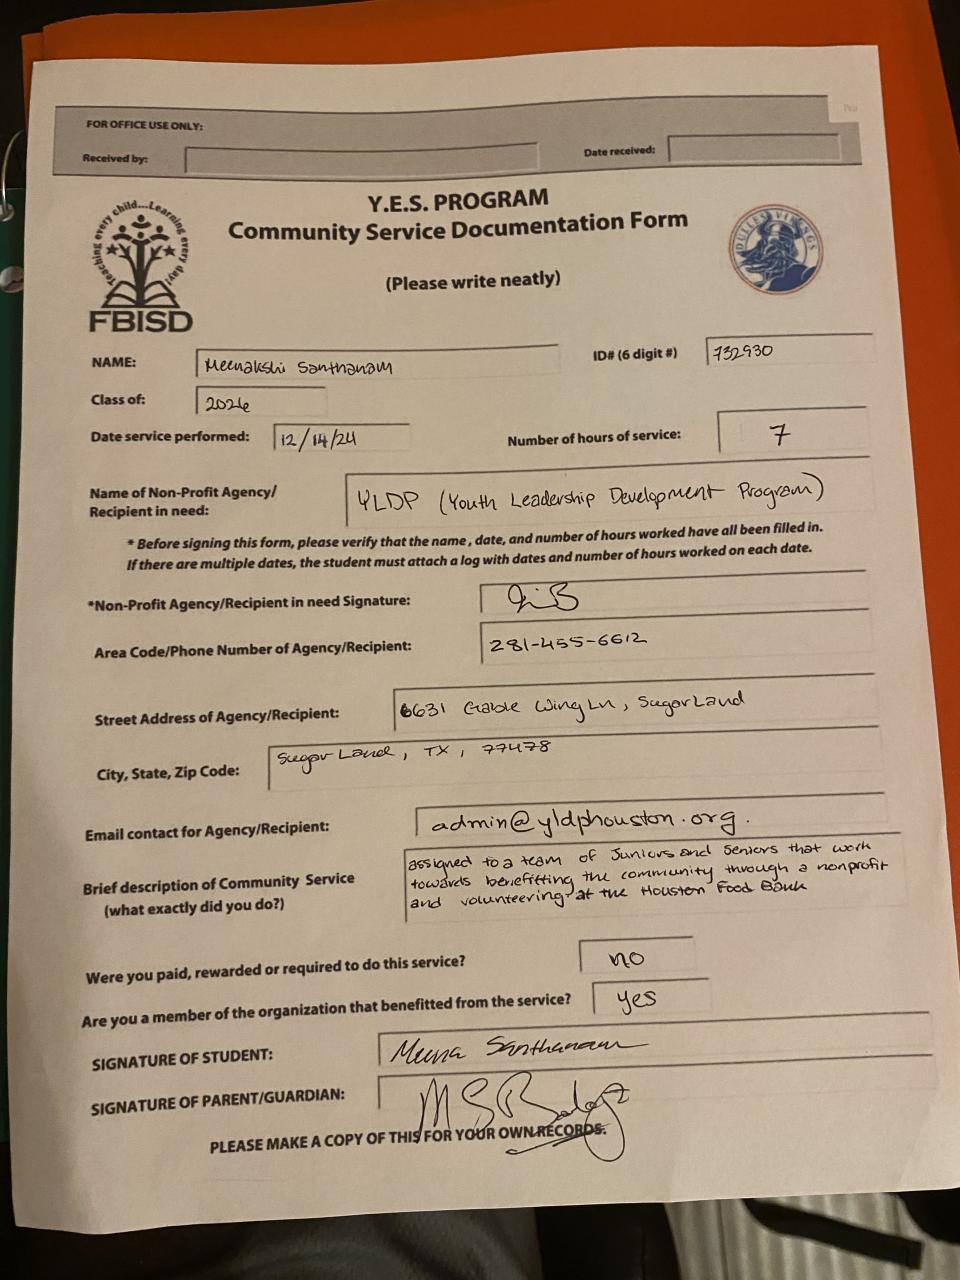 FOR OFFICE USE ONLY:
Received by:
Date received:
Teaching every child...Learning every day!
FBISD
Y.E.S. PROGRAM
Community Service Documentation Form
(Please write neatly)
DULLES VIKINGS
NAME: Meenakshi Santhanam
ID# (6 digit #) 732930
Class of: 2026
Date service performed: 12/14/24
Number of hours of service: 7
Name of Non-Profit Agency/
Recipient in need: YLDP (Youth Leadership Development Program)
* Before signing this form, please verify that the name, date, and number of hours worked have all been filled in.
If there are multiple dates, the student must attach a log with dates and number of hours worked on each date.
*Non-Profit Agency/Recipient in need Signature:
Area Code/Phone Number of Agency/Recipient: 281-455-6612
Street Address of Agency/Recipient: 6631 Gable Wing Ln, Sugar Land
City, State, Zip Code: Sugar Land, TX, 77478
Email contact for Agency/Recipient: admin@yldphouston.org.
Brief description of Community Service
(what exactly did you do?)
assigned to a team of Juniors and Seniors that work
towards benefitting the community through a nonprofit
and volunteering at the Houston Food Bank
Were you paid, rewarded or required to do this service? no
Are you a member of the organization that benefitted from the service? yes
SIGNATURE OF STUDENT: Meena Santhanam
SIGNATURE OF PARENT/GUARDIAN:
PLEASE MAKE A COPY OF THIS FOR YOUR OWN RECORDS.